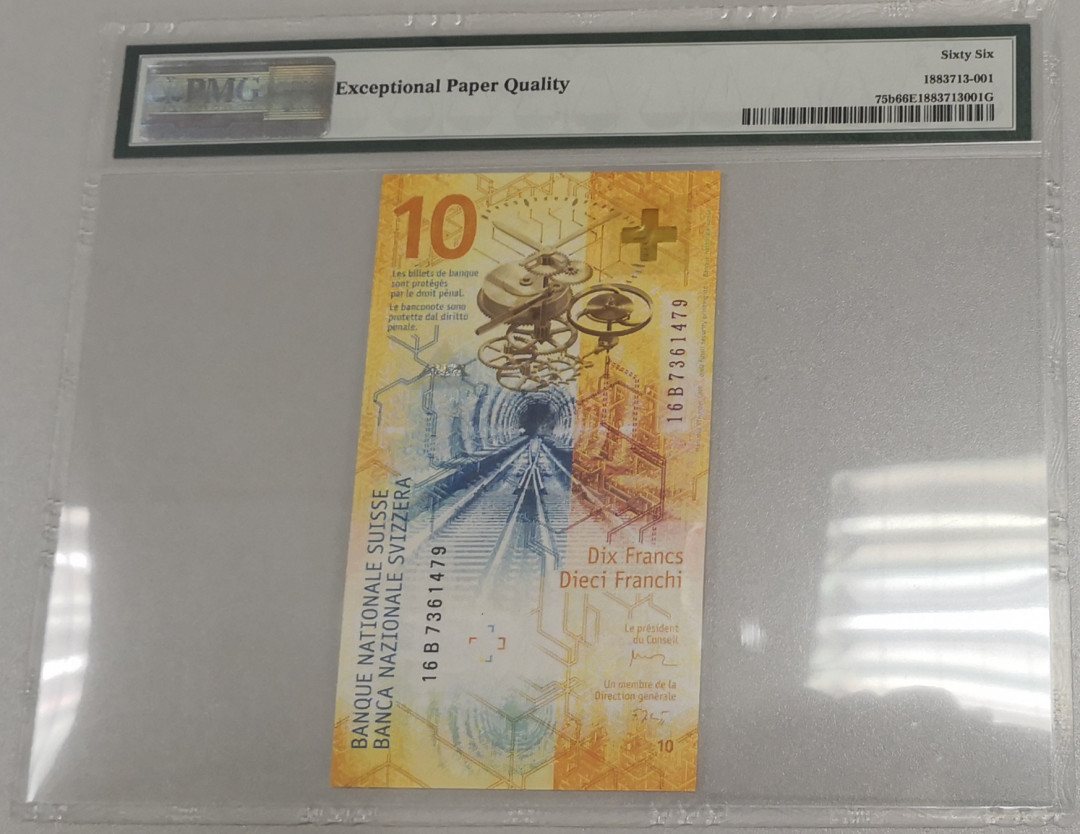 PMG
Exceptional Paper Quality
Sixty Six
1883713-001
75b66E1883713001G
10
Les billets de banque
sont protégés
par le droit pénal.
Le banconote sono
protette dal diritto
penale.
16B7361479
BANQUE NATIONALE SUISSE
BANCA NAZIONALE SVIZZERA
16B7361479
Dix Francs
Dieci Franchi
Le président
du Conseil
Un membre de la
Direction générale
10